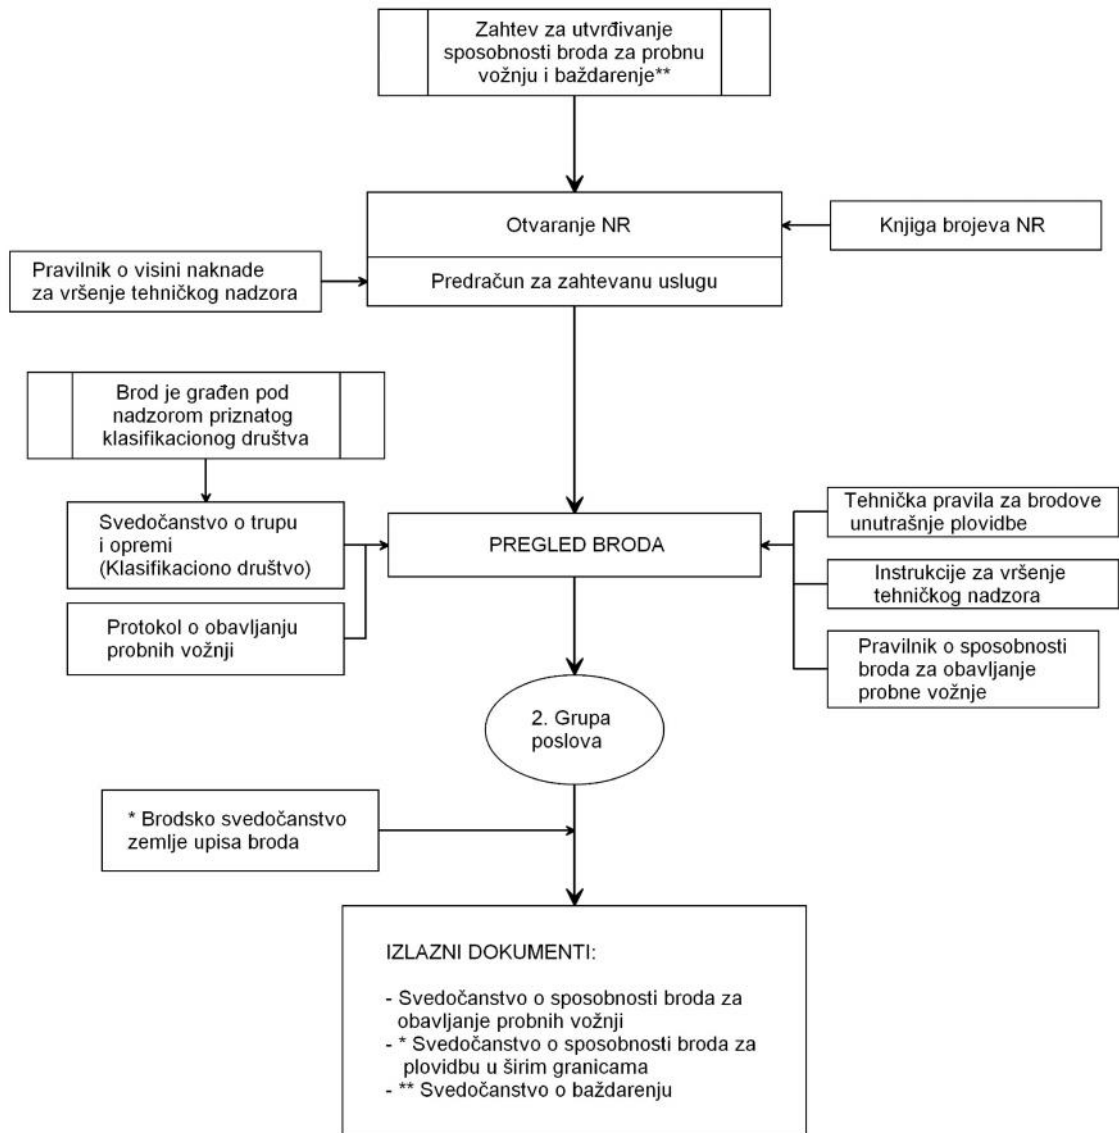 Zahtev za utvrđivanje
sposobnosti broda za probnu
vožnju i baždarenje**
Otvaranje NR
Knjiga brojeva NR
Pravilnik o visini naknade
za vršenje tehničkog nadzora
Predračun za zahtevanu uslugu
Brod je građen pod
nadzorom priznatog
klasifikacionog društva
Svedočanstvo o trupu
i opremi
(Klasifikaciono društvo)
Protokol o obavljanju
probnih vožnji
PREGLED BRODA
Tehnička pravila za brodove
unutrašnje plovidbe
Instrukcije za vršenje
tehničkog nadzora
Pravilnik o sposobnosti
broda za obavljanje
probne vožnje
2. Grupa
poslova
* Brodsko svedočanstvo
zemlje upisa broda
IZLAZNI DOKUMENTI:
- Svedočanstvo o sposobnosti broda za
obavljanje probnih vožnji
- * Svedočanstvo o sposobnosti broda za
plovidbu u širim granicama
- ** Svedočanstvo o baždarenju